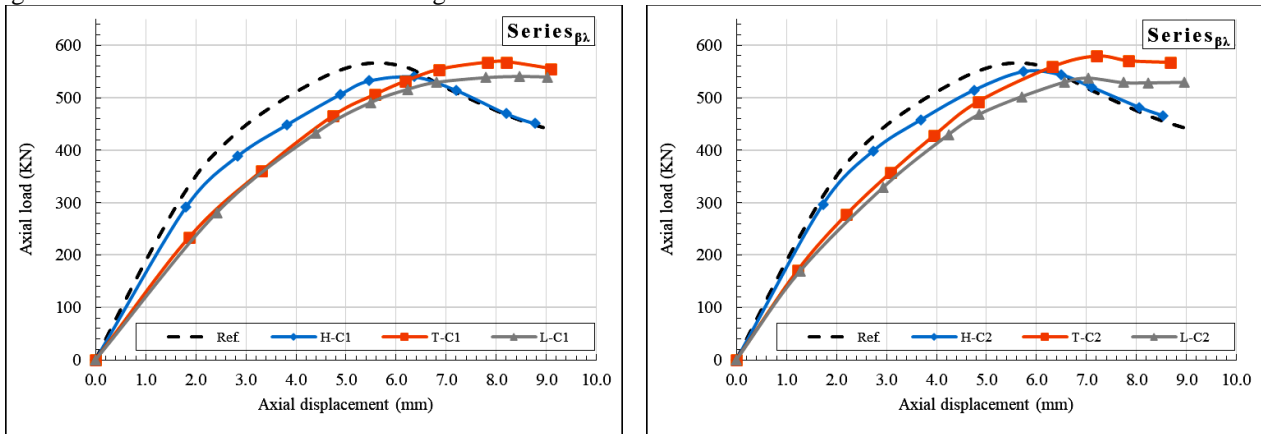 Series βλ
600
500
400
300
200
100
0
Axial load (KN)
Ref. H-C1 T-C1 L-C1
0.0 1.0 2.0 3.0 4.0 5.0 6.0 7.0 8.0 9.0 10.0
Axial displacement (mm)
Series βλ
600
500
400
300
200
100
0
Axial load (KN)
Ref. H-C2 T-C2 L-C2
0.0 1.0 2.0 3.0 4.0 5.0 6.0 7.0 8.0 9.0 10.0
Axial displacement (mm)